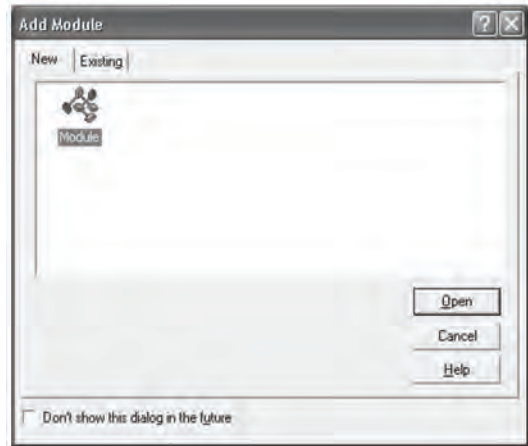 Add Module
New
Existing
Module
Open
Cancel
Help
Don't show this dialog in the future